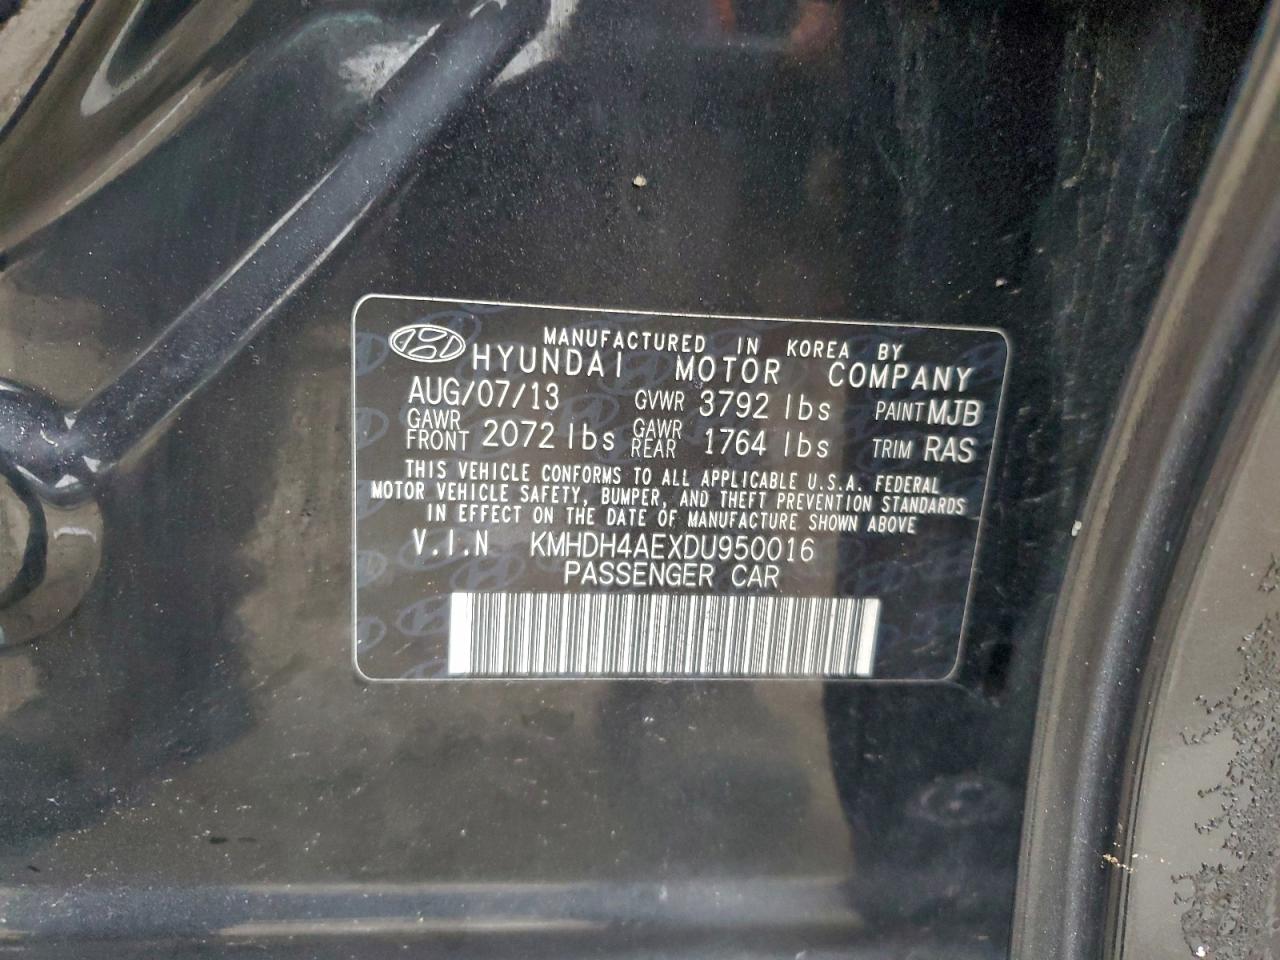 MANUFACTURED IN KOREA BY
HYUNDAI MOTOR COMPANY
AUG/07/13 GVWR 3792 lbs PAINT MJB
GAWR FRONT 2072 lbs GAWR REAR 1764 lbs TRIM RAS
THIS VEHICLE CONFORMS TO ALL APPLICABLE U.S.A. FEDERAL
MOTOR VEHICLE SAFETY, BUMPER, AND THEFT PREVENTION STANDARDS
IN EFFECT ON THE DATE OF MANUFACTURE SHOWN ABOVE
V.I.N KMHDH4AEXDU950016
PASSENGER CAR